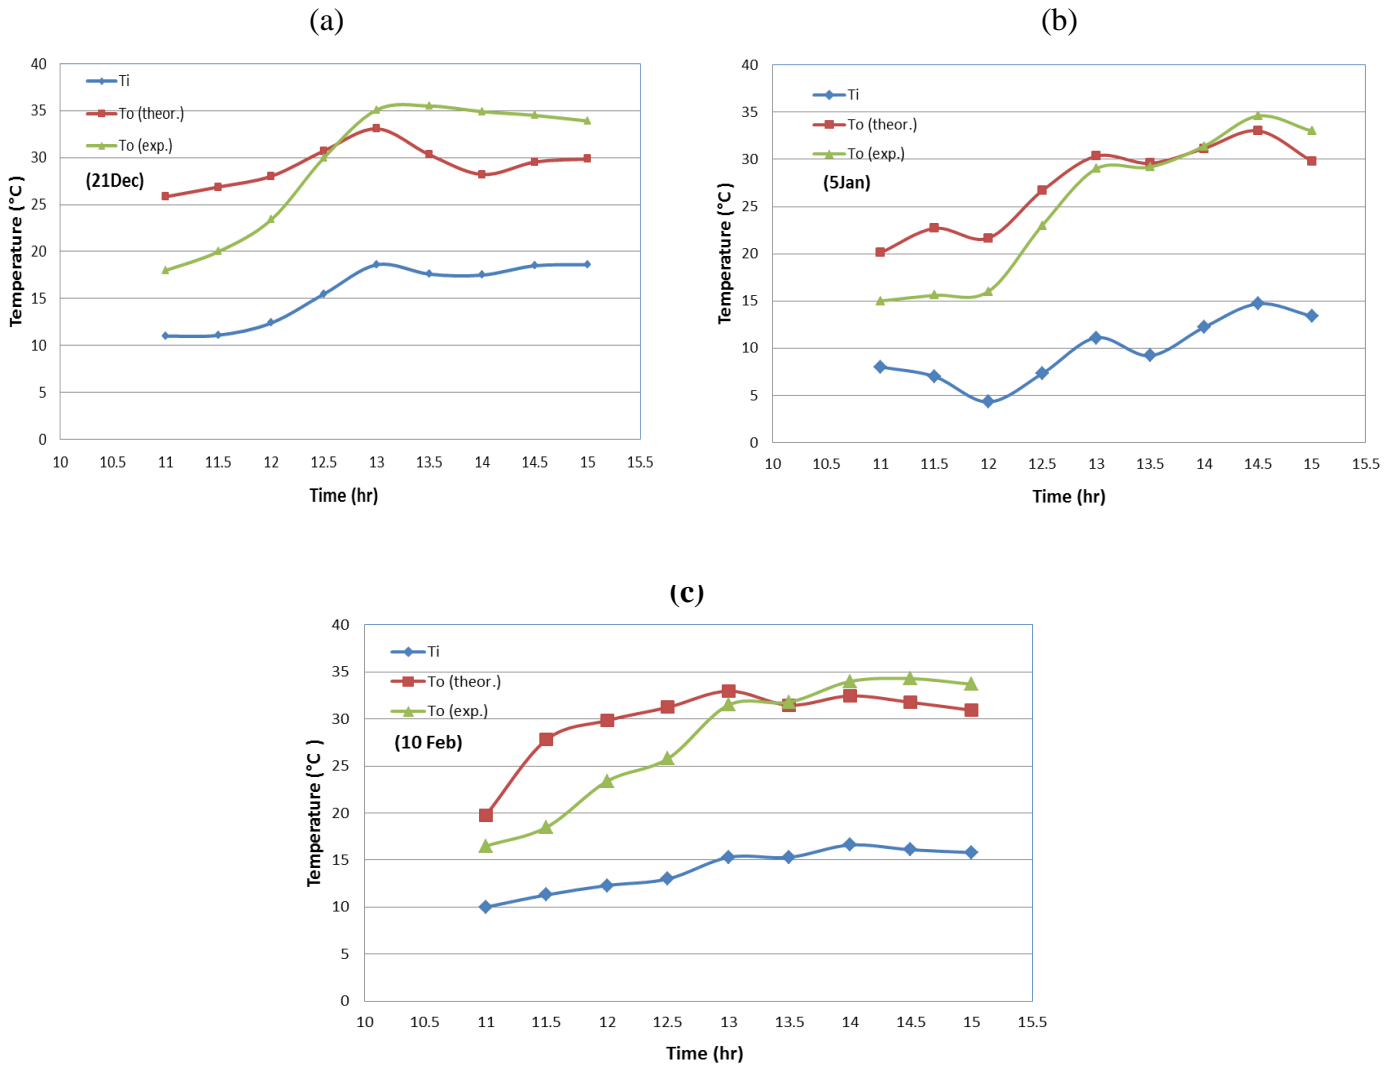 (a)
40
35
30
25
20
15
10
5
0
Temperature (°C)
Ti
To (theor.)
To (exp.)
(21Dec)
10 10.5 11 11.5 12 12.5 13 13.5 14 14.5 15 15.5
Time (hr)
(b)
40
35
30
25
20
15
10
5
0
Temperature (°C)
Ti
To (theor.)
To (exp.)
(5Jan)
10 10.5 11 11.5 12 12.5 13 13.5 14 14.5 15 15.5
Time (hr)
(c)
40
35
30
25
20
15
10
5
0
Temperature (°C )
Ti
To (theor.)
To (exp.)
(10 Feb)
10 10.5 11 11.5 12 12.5 13 13.5 14 14.5 15 15.5
Time (hr)